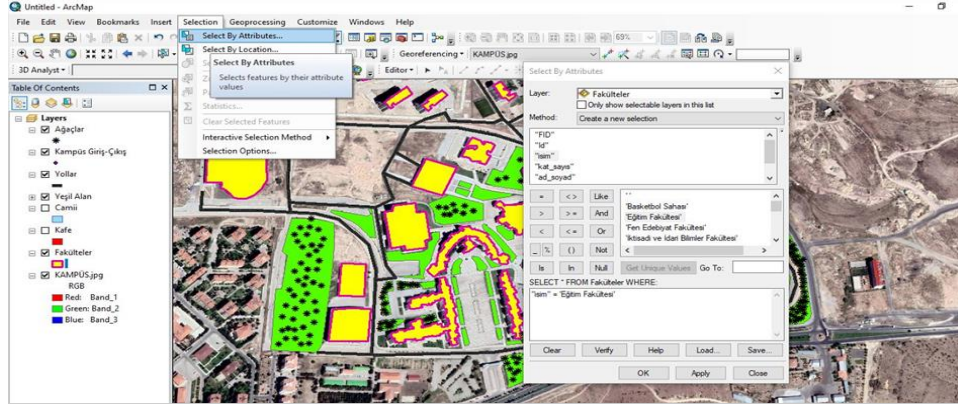 Untitled - ArcMap
File Edit View Bookmarks Insert Selection Geoprocessing Customize Windows Help
69%
Georeferencing KAMPÜS.jpg
3D Analyst
Editor
Select By Attributes...
Select By Location...
Select By Attributes
Selects features by their attribute
values
Statistics...
Clear Selected Features
Interactive Selection Method
Selection Options...
Table Of Contents
Layers
Ağaçlar
Kampüs Giriş-Çıkış
Yollar
Yeşil Alan
Camii
Kafe
Fakülteler
KAMPÜS.jpg
RGB
Red: Band_1
Green: Band_2
Blue: Band_3
Select By Attributes
Layer: Fakülteler
Only show selectable layers in this list
Method: Create a new selection
"FID"
"Id"
"isim"
"kat_sayıs"
"ad_soyad"
= < > Like
> > = And
< < = Or
_ % ( ) Not
Is In Null
''
'Basketbol Sahası'
'Eğitim Fakültesi'
'Fen Edebiyat Fakültesi'
'İktisadi ve İdari Bilimler Fakültesi'
Get Unique Values Go To:
SELECT * FROM Fakülteler WHERE:
"isim" = 'Eğitim Fakültesi'
Clear Verify Help Load... Save...
OK Apply Close